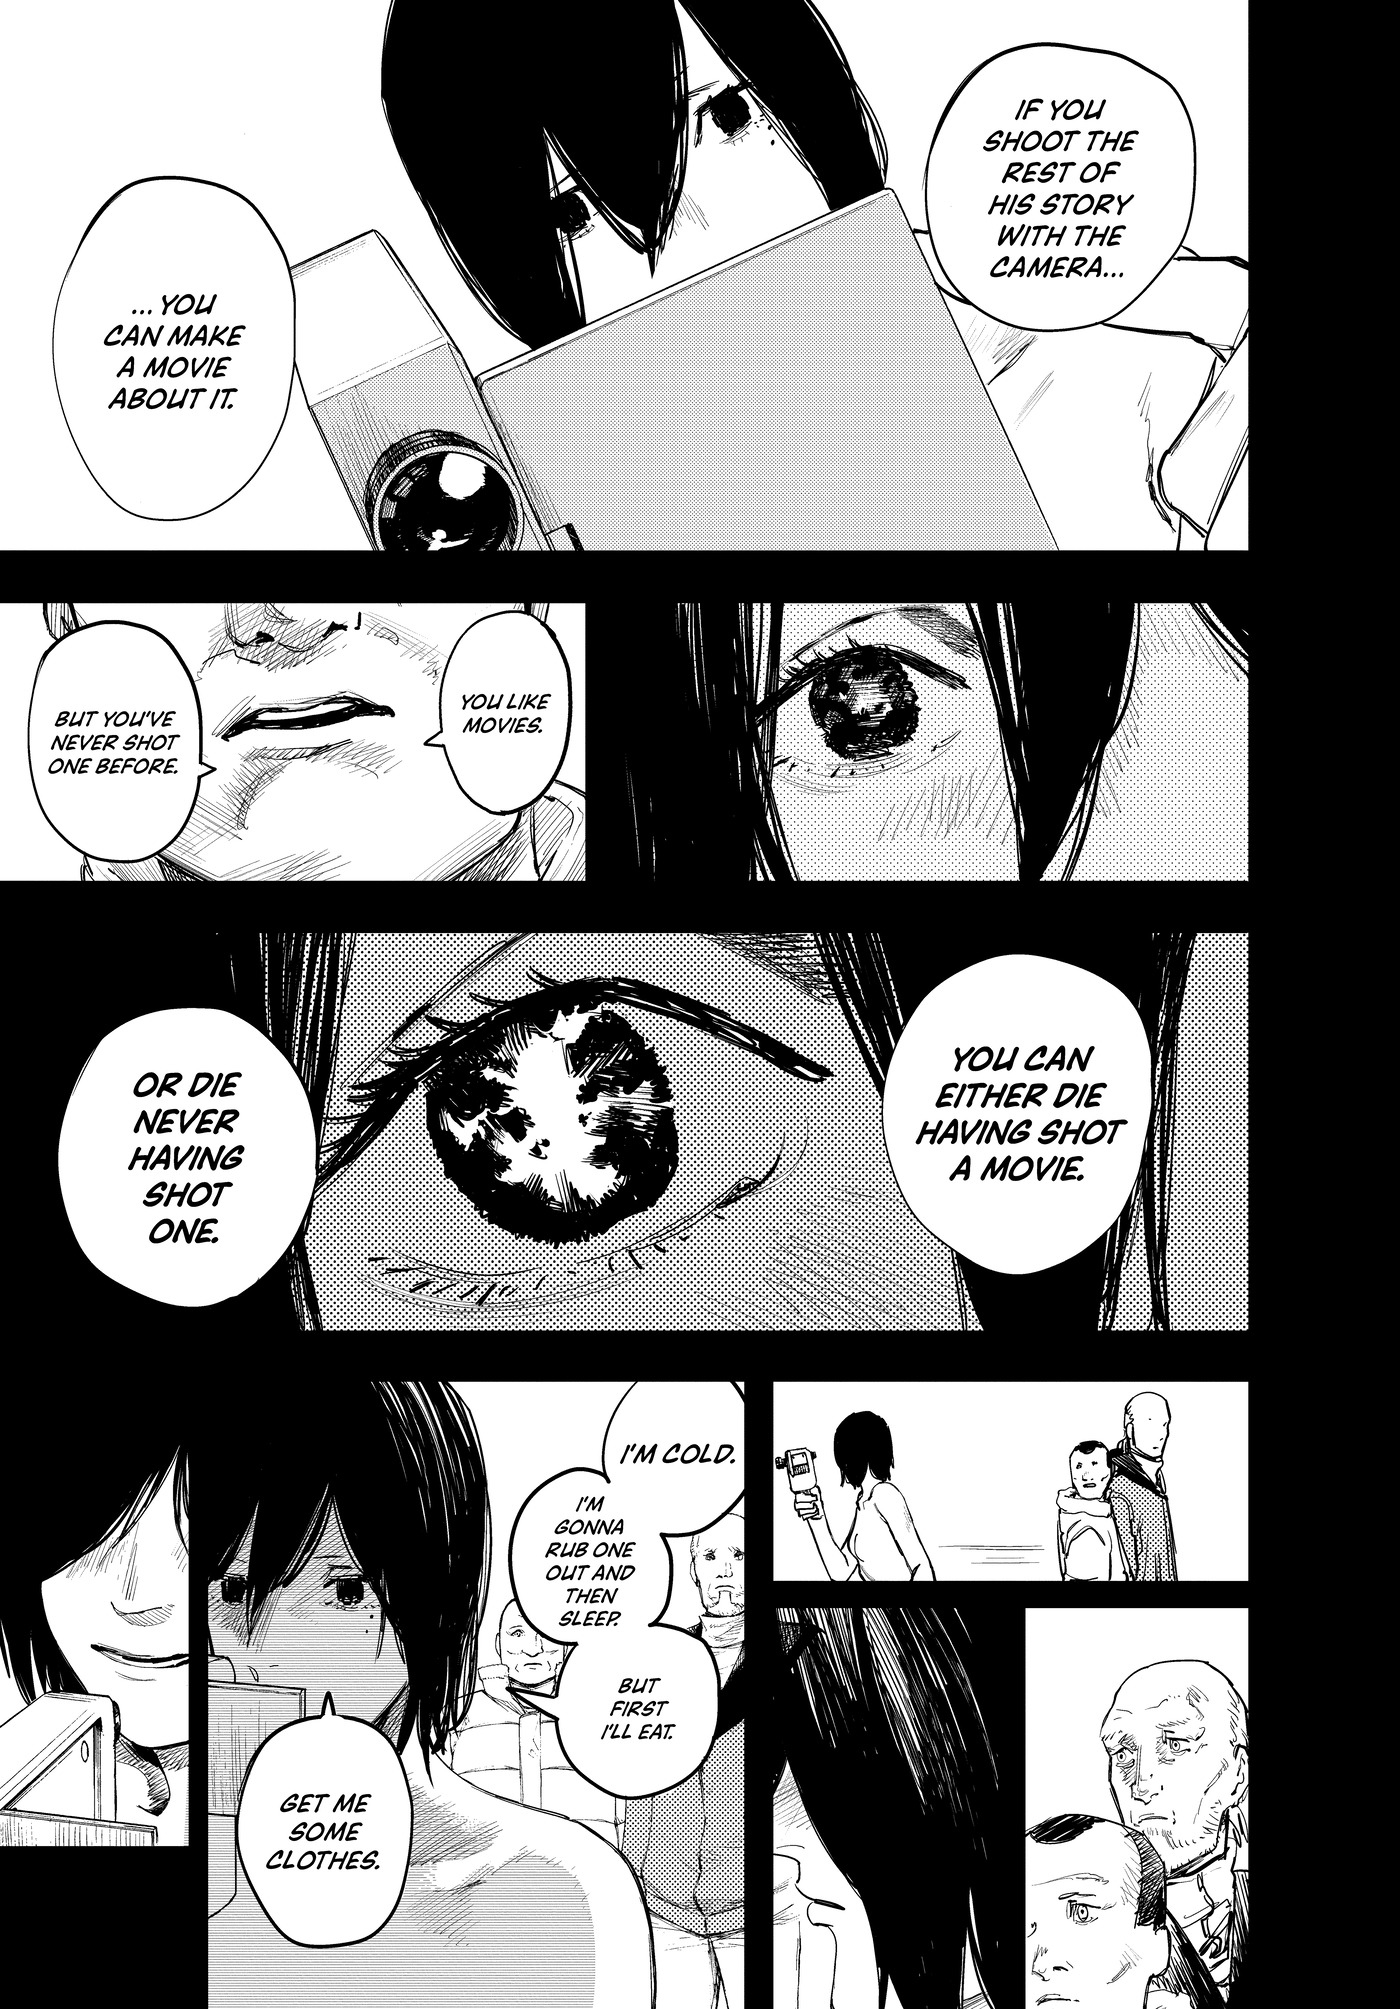 IF YOU
SHOOT THE
REST OF
HIS STORY
WITH THE
CAMERA...
...YOU
CAN MAKE
A MOVIE
ABOUT IT.
YOU LIKE
MOVIES.
BUT YOU'VE
NEVER SHOT
ONE BEFORE.
YOU CAN
EITHER DIE
HAVING SHOT
A MOVIE.
OR DIE
NEVER
HAVING
SHOT
ONE.
I'M COLD.
I'M
GONNA
RUB ONE
OUT AND
THEN
SLEEP.
BUT
FIRST
I'LL EAT.
GET ME
SOME
CLOTHES.